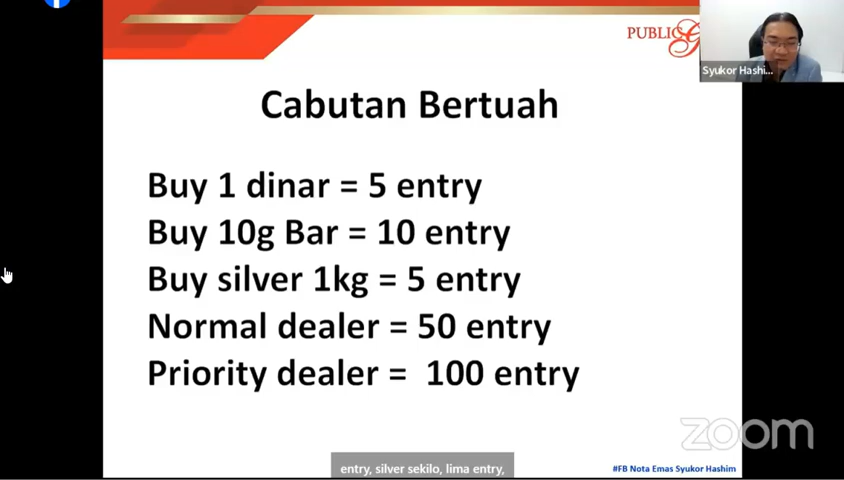 PUBLIC G
Syukor Hashi...
Cabutan Bertuah
Buy 1 dinar = 5 entry
Buy 10g Bar = 10 entry
Buy silver 1kg = 5 entry
Normal dealer = 50 entry
Priority dealer = 100 entry
zoom
entry, silver sekilo, lima entry,
#FB Nota Emas Syukor Hashim